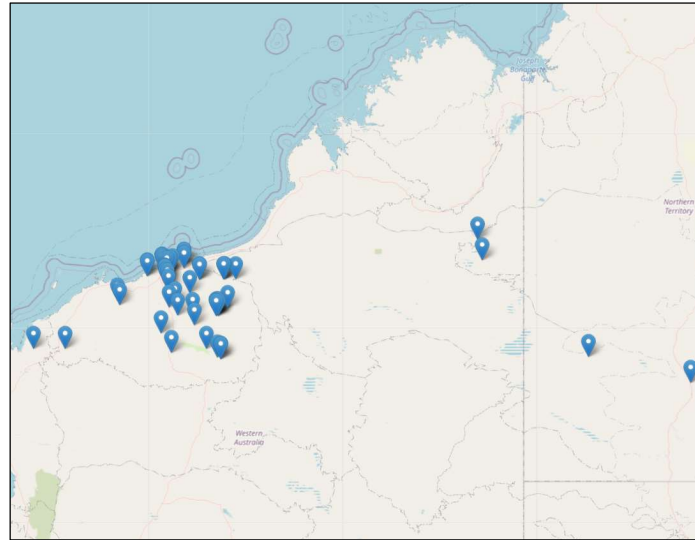 Joseph
Bonaparte
Gulf
Northern
Territory
Western
Australia